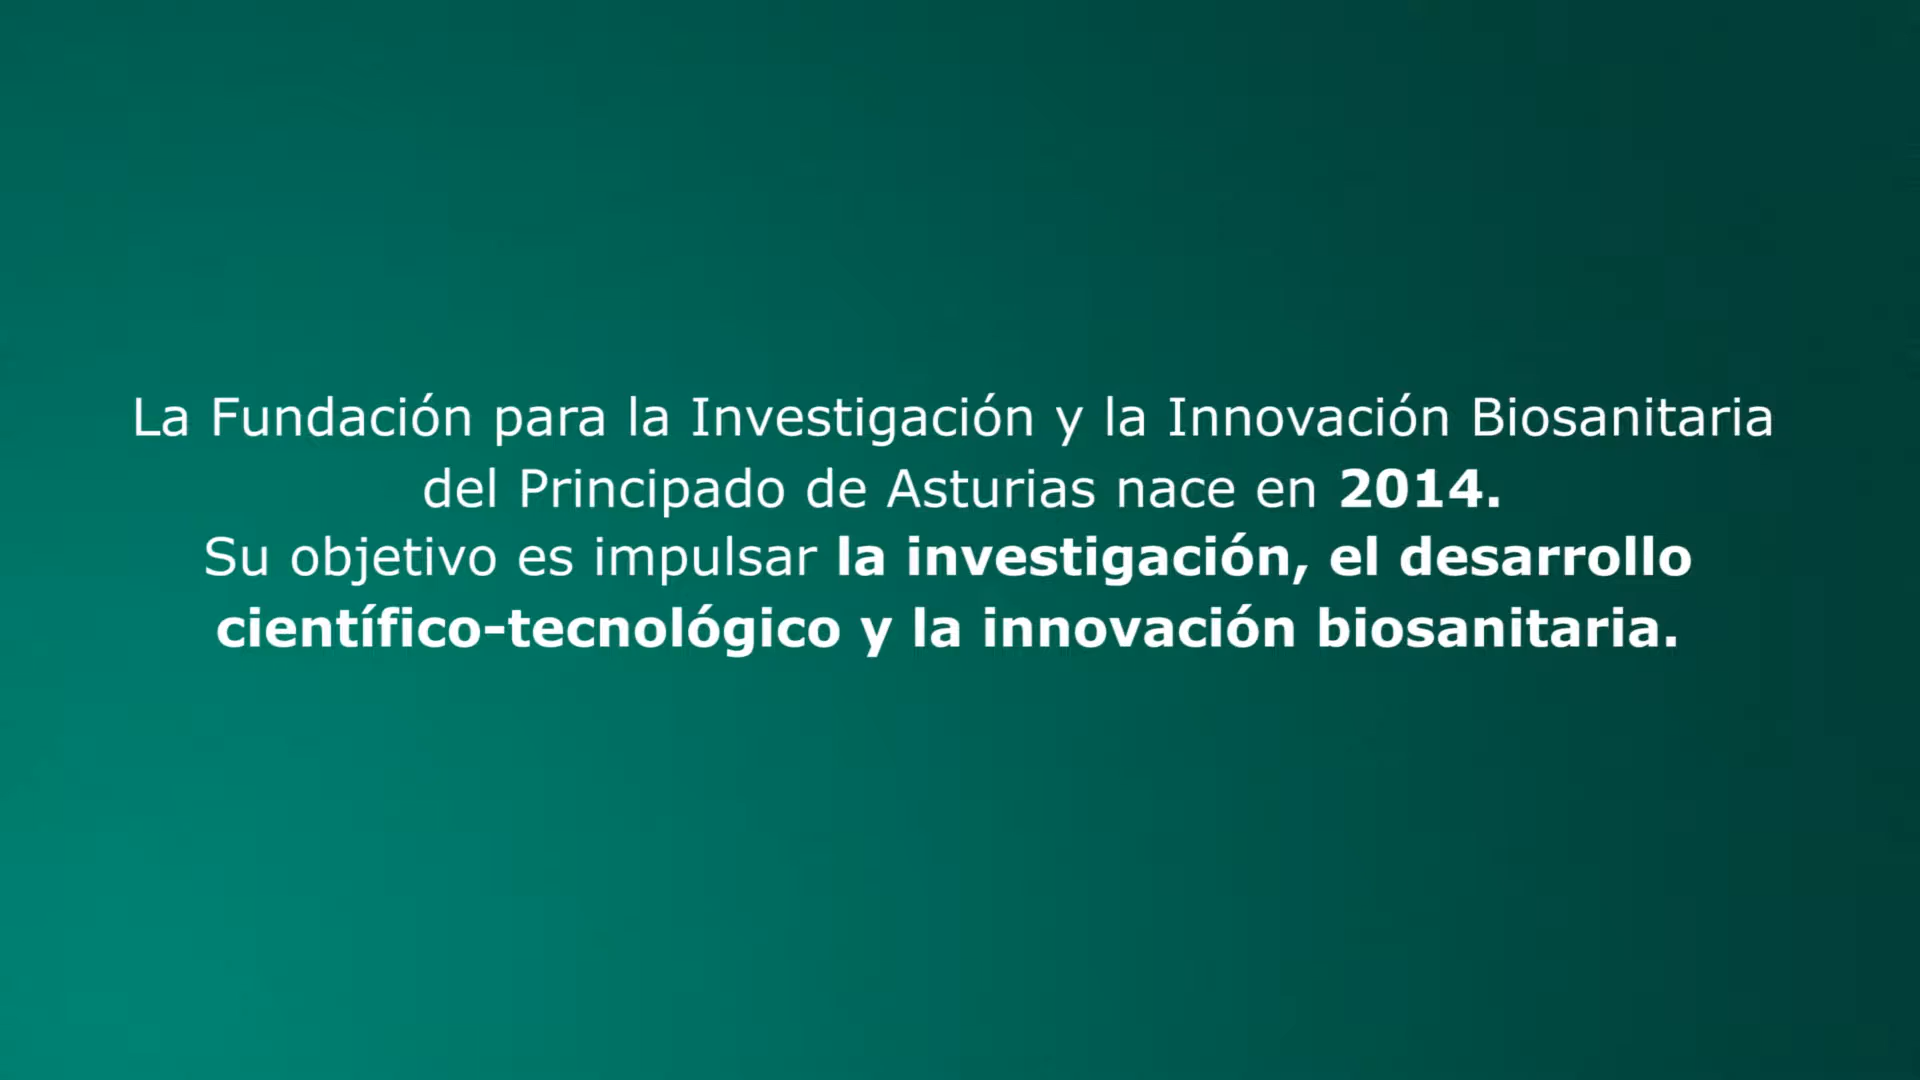 La Fundación para la Investigación y la Innovación Biosanitaria
del Principado de Asturias nace en 2014.
Su objetivo es impulsar la investigación, el desarrollo
científico-tecnológico y la innovación biosanitaria.